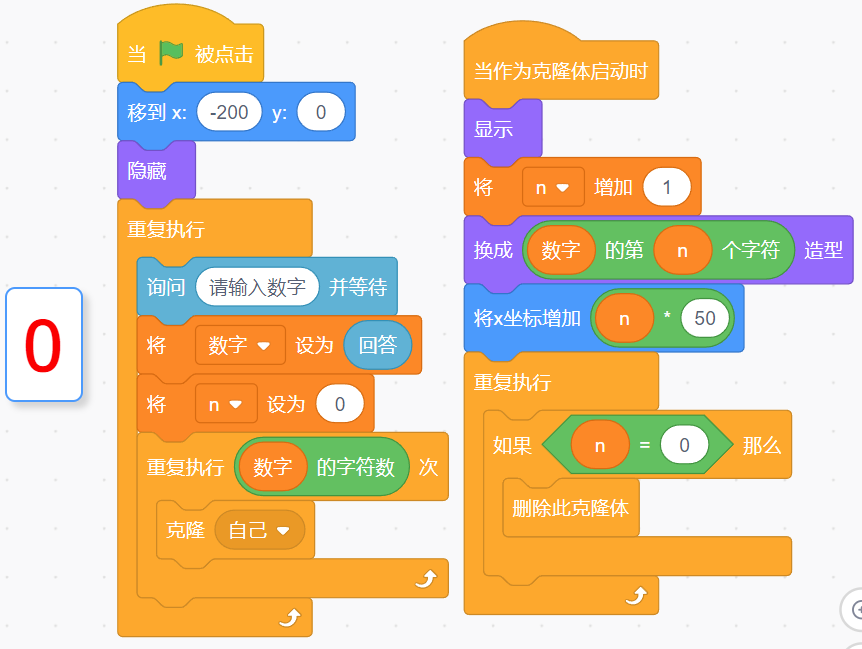 0
当 被点击
移到 x: -200 y: 0
隐藏
重复执行
询问 请输入数字 并等待
将 数字 设为 回答
将 n 设为 0
重复执行 数字 的字符数 次
克隆 自己
当作为克隆体启动时
显示
将 n 增加 1
换成 数字 的第 n 个字符 造型
将x坐标增加 n * 50
重复执行
如果 n = 0 那么
删除此克隆体